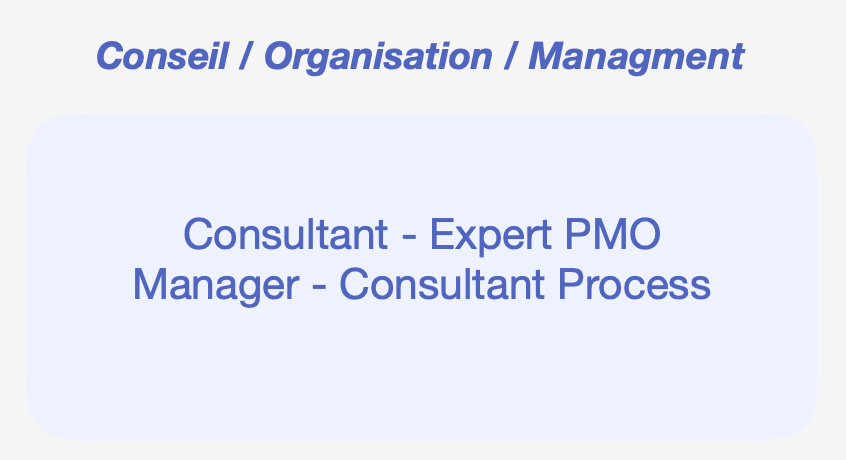 Conseil / Organisation / Managment
Consultant - Expert PMO
Manager - Consultant Process